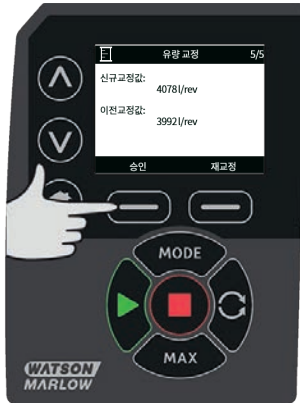 유량 교정 5/5
신규교정값:
4078l/rev
이전교정값:
3992l/rev
승인 재교정
MODE
MAX
WATSON
MARLOW